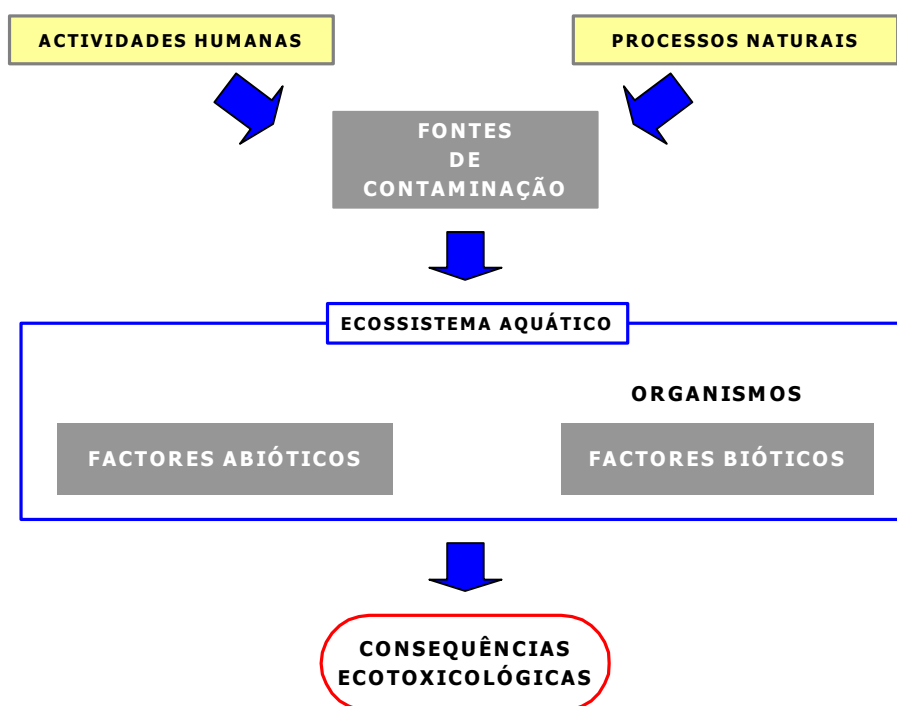 ACTIVIDADES HUMANAS
PROCESSOS NATURAIS
FONTES
DE
CONTAMINAÇÃO
ECOSSISTEMA AQUÁTICO
ORGANISMOS
FACTORES ABIÓTICOS
FACTORES BIÓTICOS
CONSEQUÊNCIAS
ECOTOXICOLÓGICAS